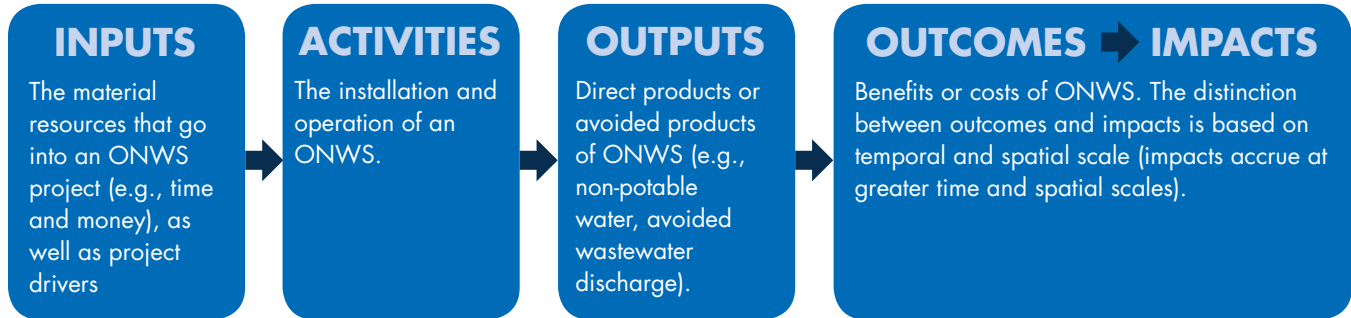 INPUTS
The material
resources that go
into an ONWS
project (e.g., time
and money), as
well as project
drivers
ACTIVITIES
The installation and
operation of an
ONWS.
OUTPUTS
Direct products or
avoided products
of ONWS (e.g.,
non-potable
water, avoided
wastewater
discharge).
OUTCOMES IMPACTS
Benefits or costs of ONWS. The distinction
between outcomes and impacts is based on
temporal and spatial scale (impacts accrue at
greater time and spatial scales).